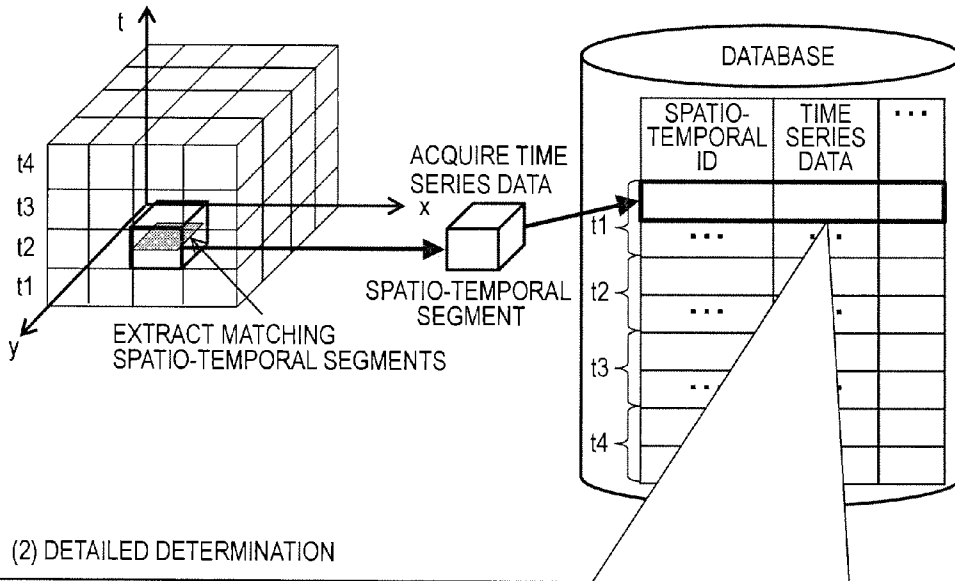 t
DATABASE
SPATIO-
TEMPORAL
ID
TIME
SERIES
DATA
...
t4
t3
t2
t1
x
y
ACQUIRE TIME
SERIES DATA
SPATIO-TEMPORAL
SEGMENT
EXTRACT MATCHING
SPATIO-TEMPORAL SEGMENTS
t1
...
t2
...
t3
...
t4
(2) DETAILED DETERMINATION